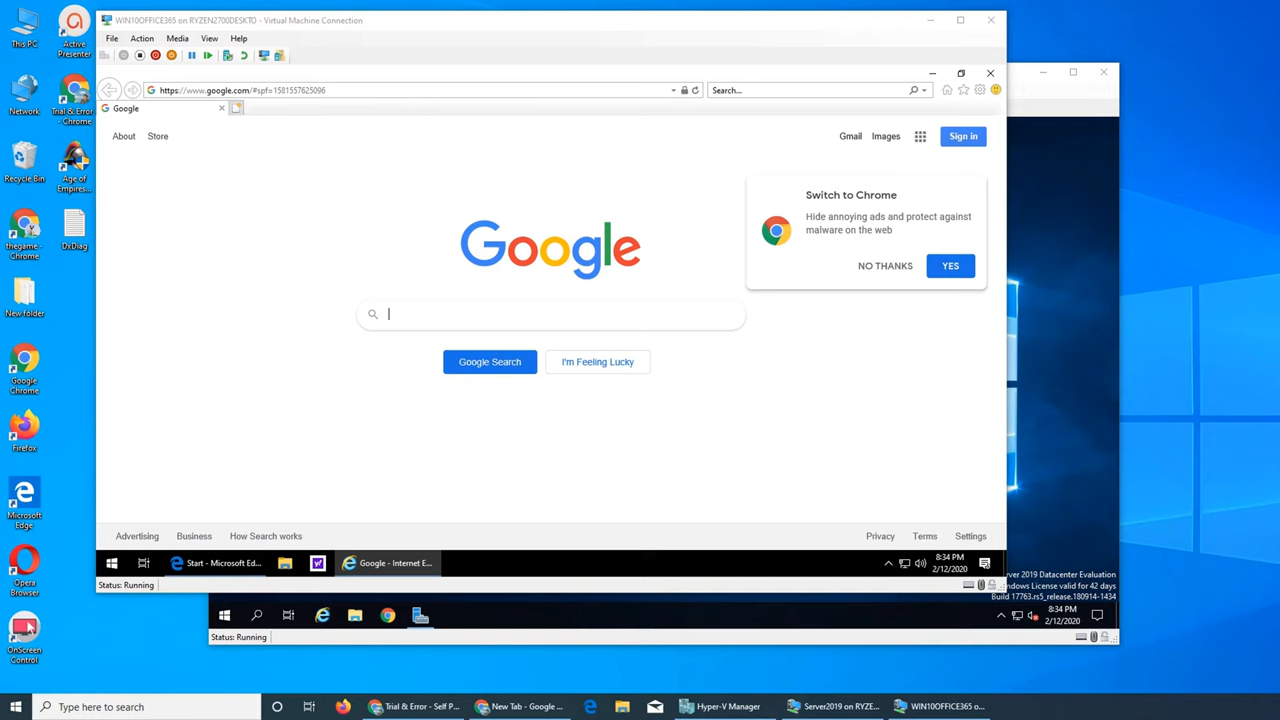 This PC
Active
Presenter
Network
Trial & Error
- Chrome
Recycle Bin
Age of
Empires...
thegame -
Chrome
DxDiag
New folder
Google
Chrome
Firefox
Microsoft
Edge
Opera
Browser
OnScreen
Control
WIN10OFFICE365 on RYZEN2700DESKTO - Virtual Machine Connection
File Action Media View Help
https://www.google.com/#spf=1581557625096
Search...
Google
About Store
Gmail Images Sign in
Switch to Chrome
Hide annoying ads and protect against
malware on the web
NO THANKS YES
Google
Google Search I'm Feeling Lucky
Advertising Business How Search works
Privacy Terms Settings
Start - Microsoft Ed...
Google - Internet E...
8:34 PM
2/12/2020
Status: Running
rver 2019 Datacenter Evaluation
ndows License valid for 42 days
Build 17763.rs5_release.180914-1434
8:34 PM
2/12/2020
Status: Running
Type here to search
Trial & Error - Self P...
New Tab - Google ...
Hyper-V Manager
Server2019 on RYZE...
WIN10OFFICE365 o...